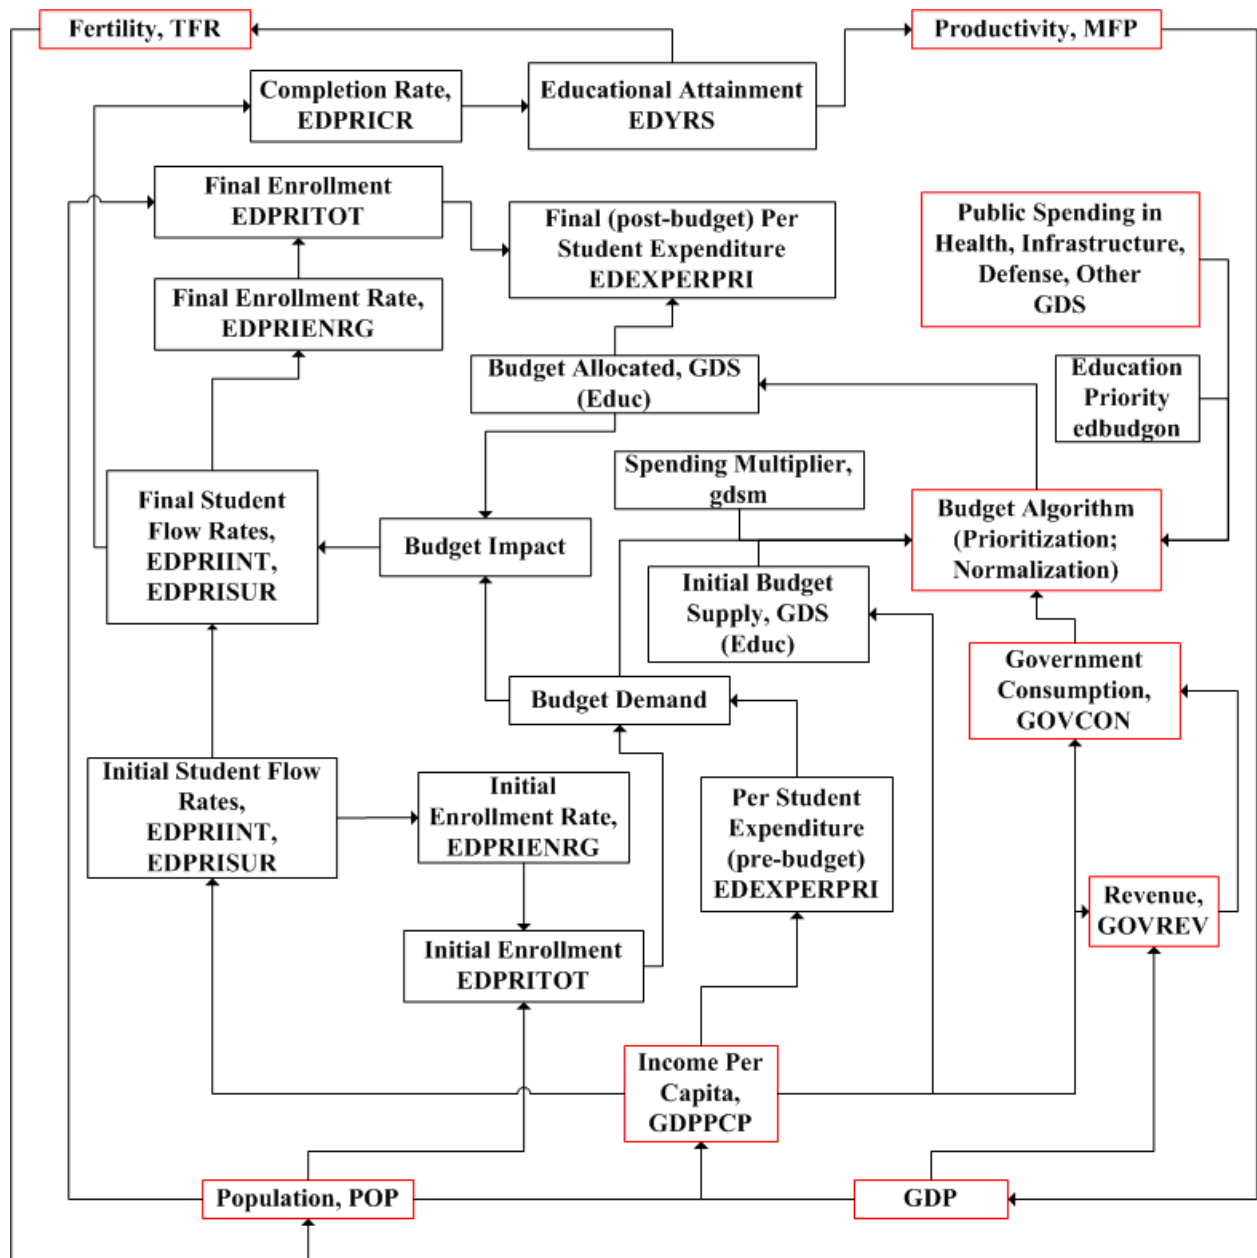 Fertility, TFR
Productivity, MFP
Completion Rate,
EDPRICR
Educational Attainment
EDYRS
Final Enrollment
EDPRITOT
Final (post-budget) Per
Student Expenditure
EDEXPERPRI
Public Spending in
Health, Infrastructure,
Defense, Other
GDS
Final Enrollment Rate,
EDPRIENRG
Budget Allocated, GDS
(Educ)
Education
Priority
edbudgon
Spending Multiplier,
gdsm
Final Student
Flow Rates,
EDPRIINT,
EDPRISUR
Budget Impact
Budget Algorithm
(Prioritization;
Normalization)
Initial Budget
Supply, GDS
(Educ)
Government
Consumption,
GOVCON
Budget Demand
Initial Student Flow
Rates,
EDPRIINT,
EDPRISUR
Initial
Enrollment Rate,
EDPRIENRG
Per Student
Expenditure
(pre-budget)
EDEXPERPRI
Revenue,
GOVREV
Initial Enrollment
EDPRITOT
Income Per
Capita,
GDPPCP
Population, POP
GDP